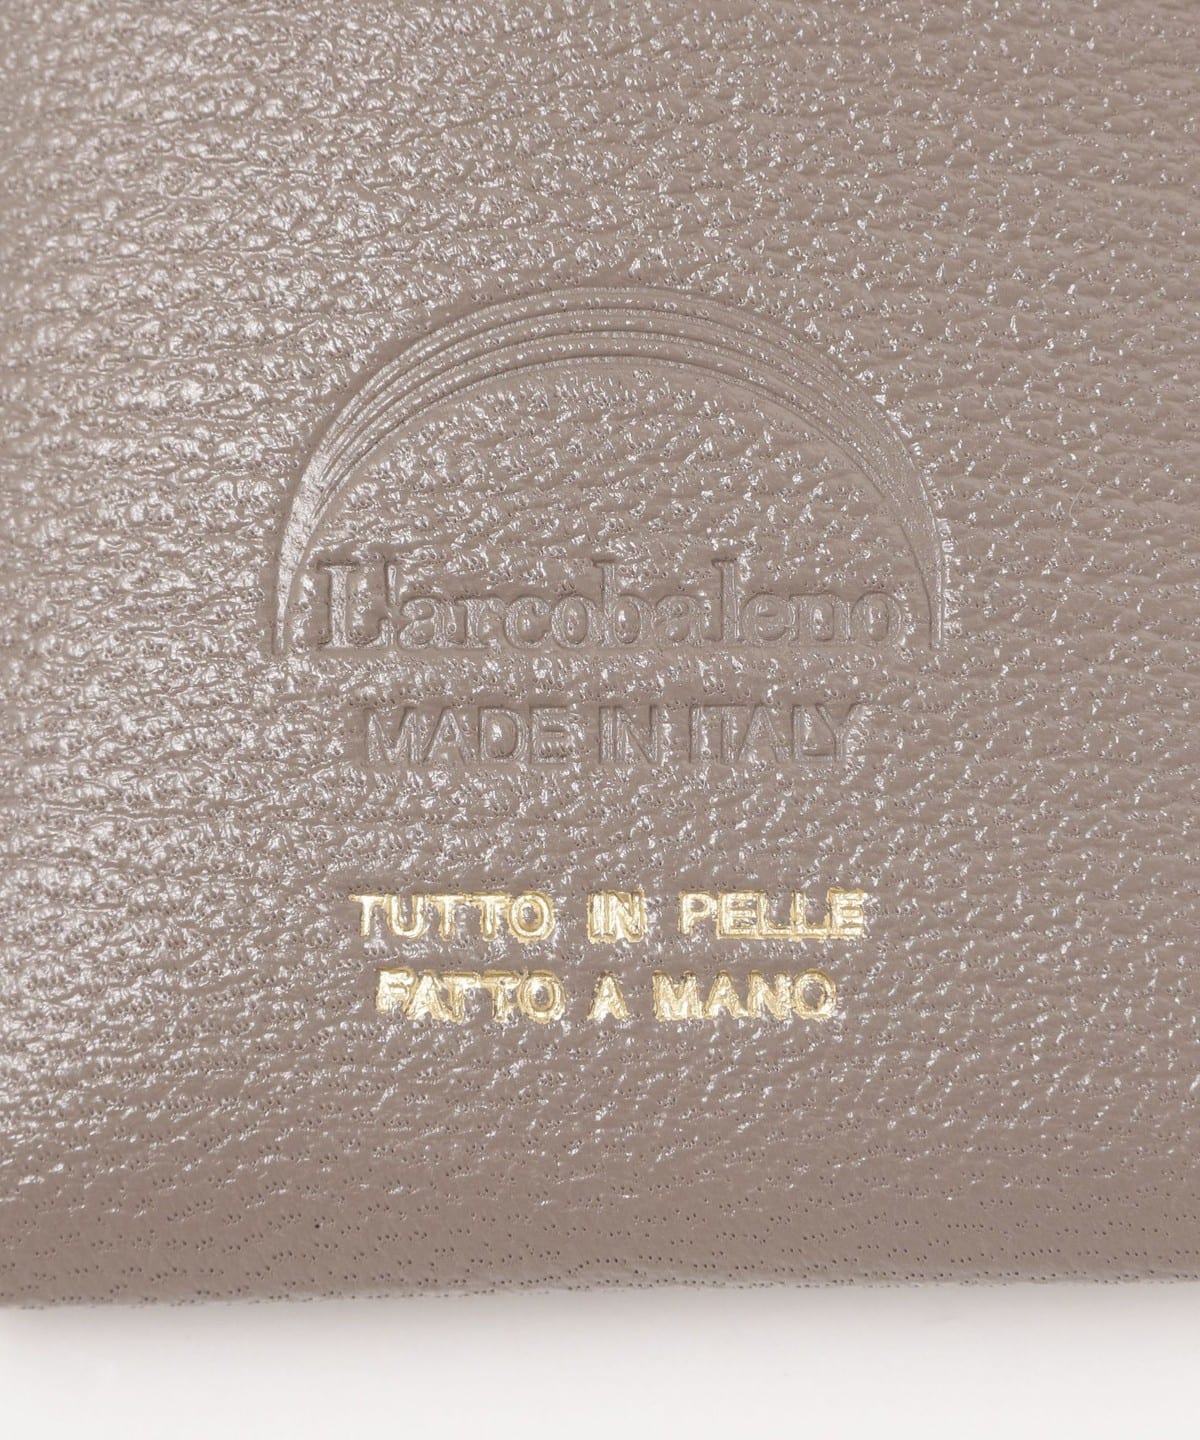 L'arcobaleno
MADE IN ITALY
TUTTO IN PELLE
FATTO A MANO